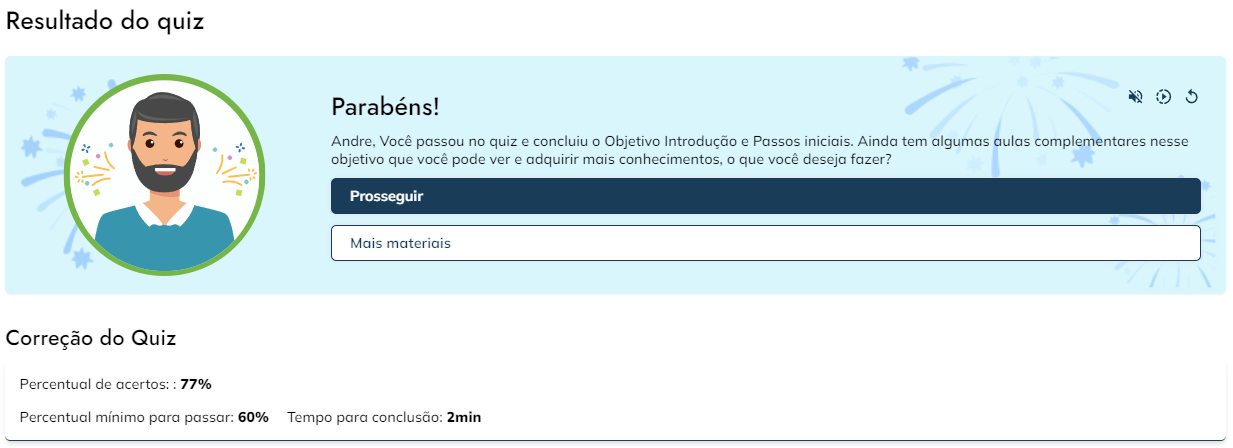 Resultado do quiz
Parabéns!
Andre, Você passou no quiz e concluiu o Objetivo Introdução e Passos iniciais. Ainda tem algumas aulas complementares nesse
objetivo que você pode ver e adquirir mais conhecimentos, o que você deseja fazer?
Prosseguir
Mais materiais
Correção do Quiz
Percentual de acertos: : 77%
Percentual mínimo para passar: 60% Tempo para conclusão: 2min